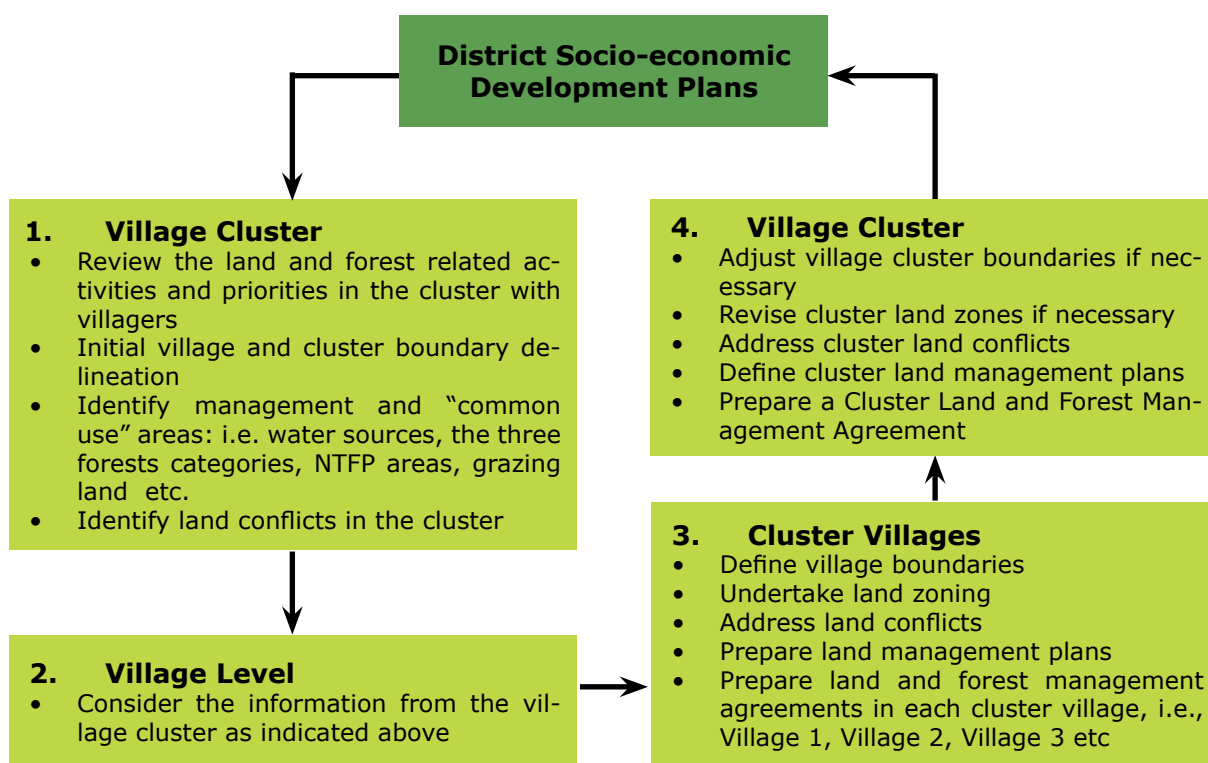 District Socio-economic
Development Plans
1. Village Cluster
• Review the land and forest related ac-
tivities and priorities in the cluster with
villagers
• Initial village and cluster boundary de-
lineation
• Identify management and “common
use” areas: i.e. water sources, the three
forests categories, NTFP areas, grazing
land etc.
• Identify land conflicts in the cluster
2. Village Level
• Consider the information from the vil-
lage cluster as indicated above
3. Cluster Villages
• Define village boundaries
• Undertake land zoning
• Address land conflicts
• Prepare land management plans
• Prepare land and forest management
agreements in each cluster village, i.e.,
Village 1, Village 2, Village 3 etc
4. Village Cluster
• Adjust village cluster boundaries if nec-
essary
• Revise cluster land zones if necessary
• Address cluster land conflicts
• Define cluster land management plans
• Prepare a Cluster Land and Forest Man-
agement Agreement